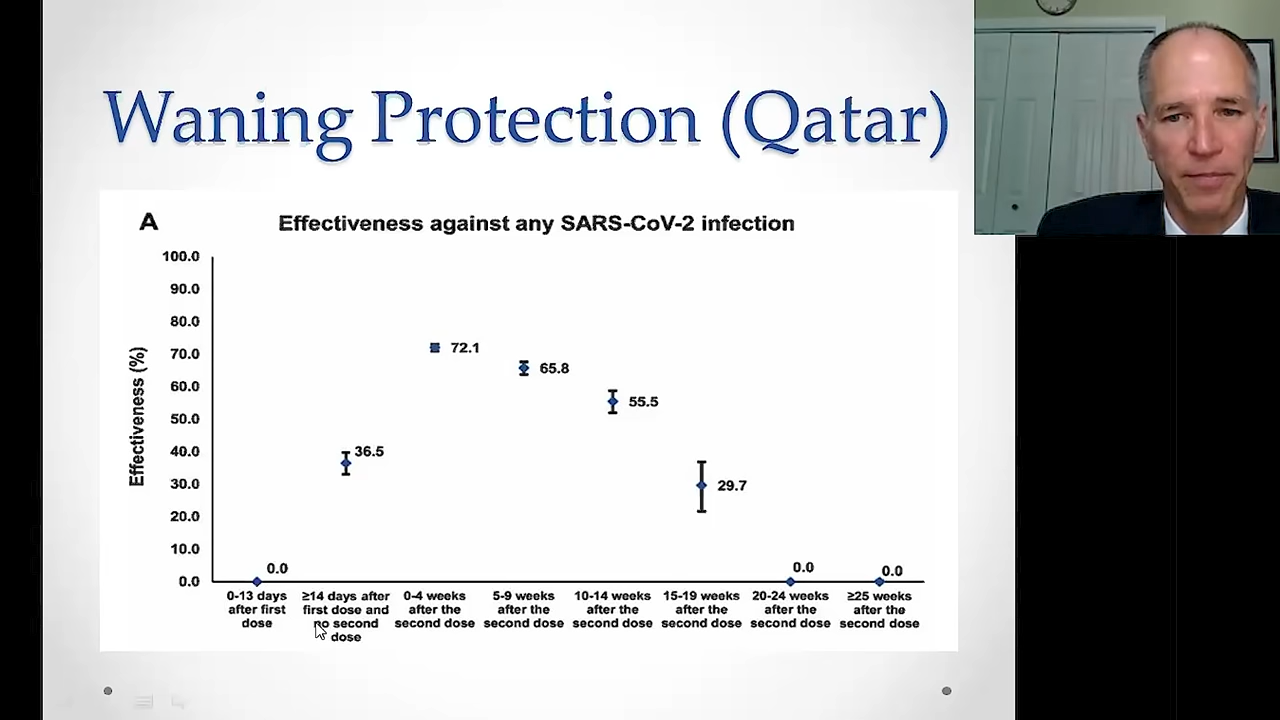 Waning Protection (Qatar)
A
Effectiveness against any SARS-CoV-2 infection
Effectiveness (%)
100.0
90.0
80.0
70.0
60.0
50.0
40.0
30.0
20.0
10.0
0.0
0.0
36.5
72.1
65.8
55.5
29.7
0.0
0.0
0-13 days
after first
dose
≥14 days after
first dose and
no second
dose
0-4 weeks
after the
second dose
5-9 weeks
after the
second dose
10-14 weeks
after the
second dose
15-19 weeks
after the
second dose
20-24 weeks
after the
second dose
≥25 weeks
after the
second dose